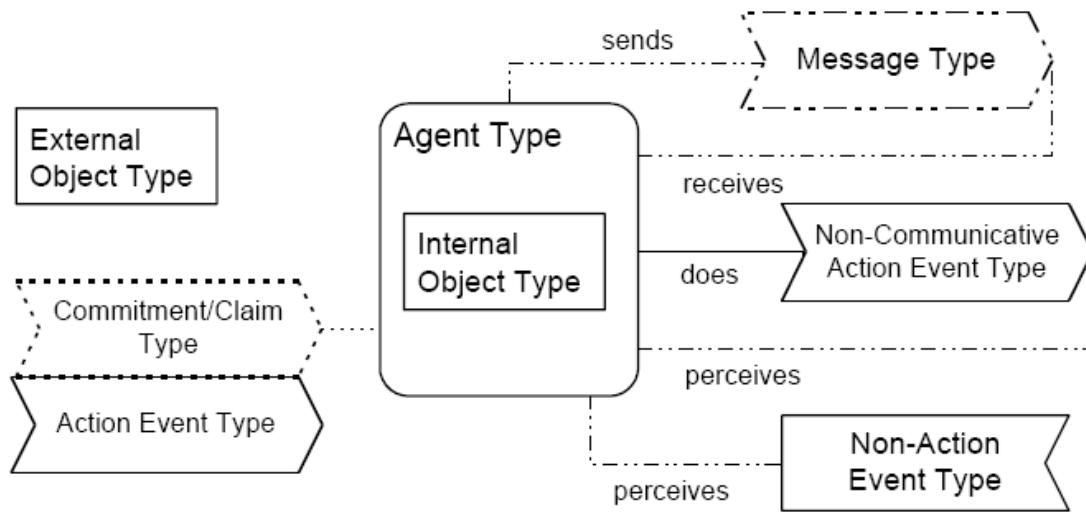 sends
Message Type
External
Object Type
Agent Type
receives
Internal
Object Type
Non-Communicative
Action Event Type
does
Commitment/Claim
Type
perceives
Action Event Type
Non-Action
Event Type
perceives